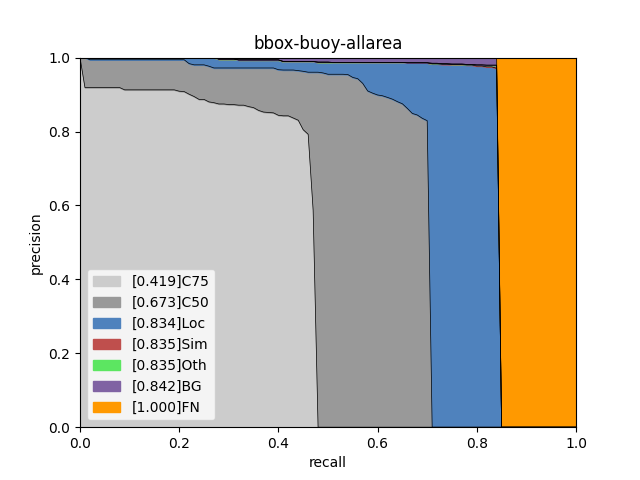 bbox-buoy-allarea
1.0
0.8
0.6
0.4
0.2
0.0
precision
[0.419]C75
[0.673]C50
[0.834]Loc
[0.835]Sim
[0.835]Oth
[0.842]BG
[1.000]FN
0.0 0.2 0.4 0.6 0.8 1.0
recall